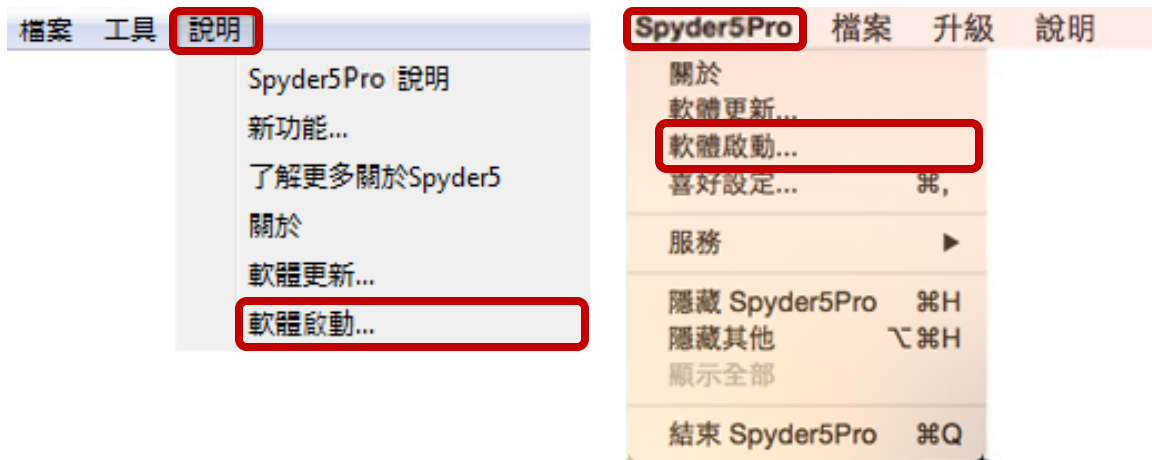 檔案 工具 說明
Spyder5Pro 說明
新功能...
了解更多關於Spyder5
關於
軟體更新...
軟體啟動...
Spyder5Pro 檔案 升級 說明
關於
軟體更新...
軟體啟動...
喜好設定... ⌘,
服務 ▶
隱藏 Spyder5Pro ⌘H
隱藏其他 ⌥⌘H
顯示全部
結束 Spyder5Pro ⌘Q